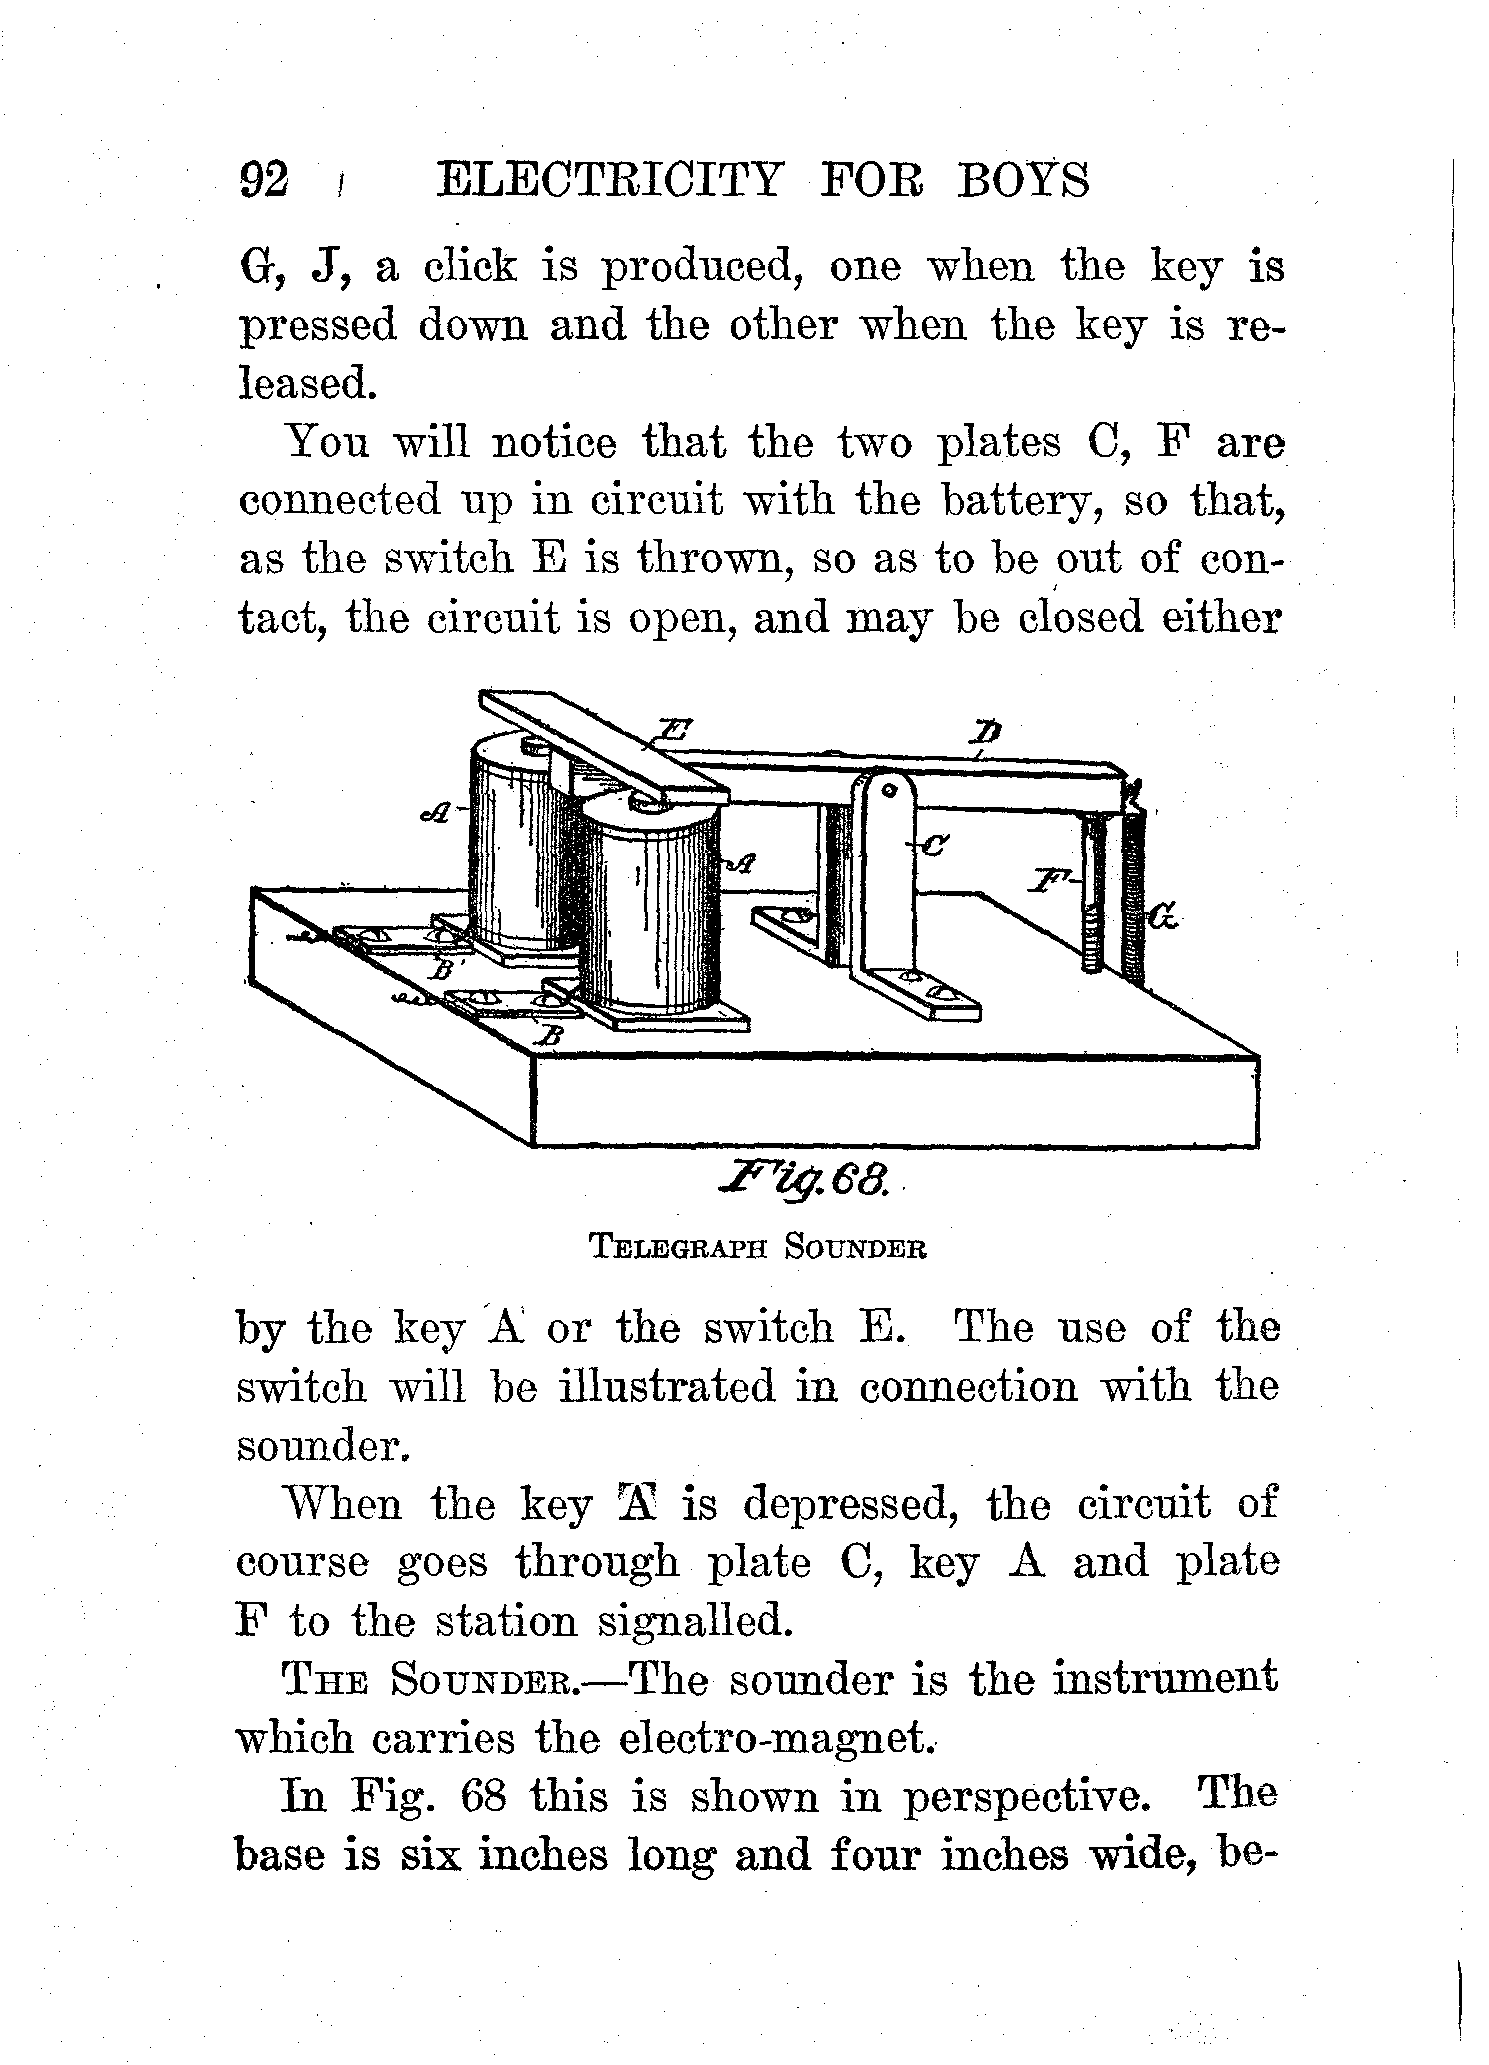 92 ELECTRICITY FOR BOYS
G, J, a click is produced, one when the key is
pressed down and the other when the key is re-
leased.
You will notice that the two plates C, F are
connected up in circuit with the battery, so that,
as the switch E is thrown, so as to be out of con-
tact, the circuit is open, and may be closed either
E
D
A
A
C
F
G
B'
B
Fig. 68.
TELEGRAPH SOUNDER
by the key A or the switch E. The use of the
switch will be illustrated in connection with the
sounder.
When the key A is depressed, the circuit of
course goes through plate C, key A and plate
F to the station signalled.
THE SOUNDER.—The sounder is the instrument
which carries the electro-magnet.
In Fig. 68 this is shown in perspective. The
base is six inches long and four inches wide, be-